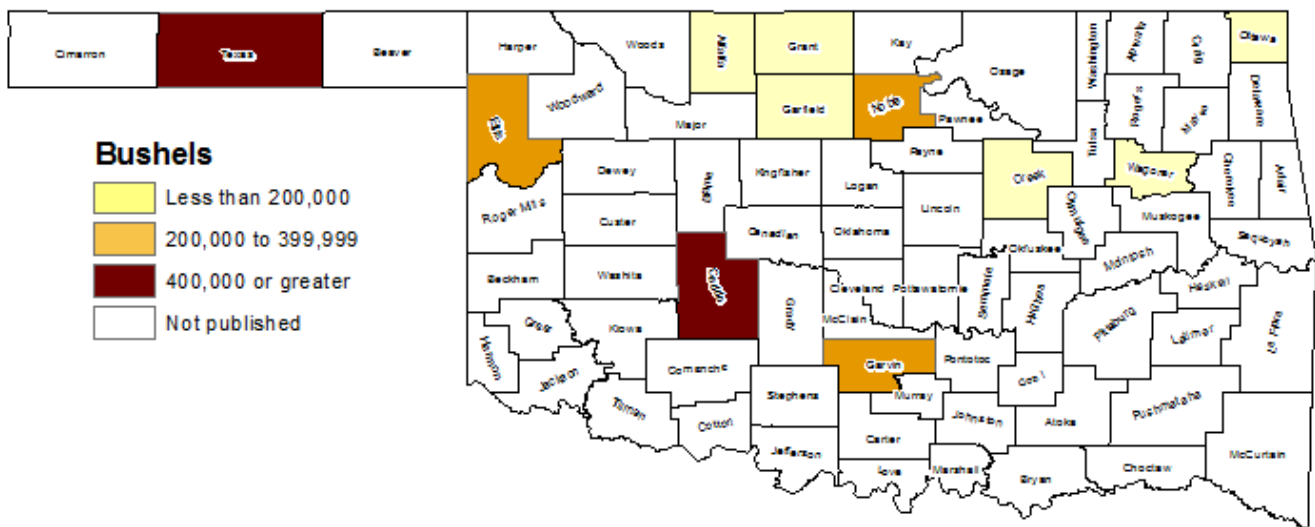 Cimarron
Texas
Beaver
Harper
Woods
Alfalfa
Grant
Kay
Osage
Washington
Nowata
Craig
Ottawa
Ellis
Woodward
Major
Garfield
Noble
Pawnee
Rogers
Mayes
Delaware
Bushels
Less than 200,000
200,000 to 399,999
400,000 or greater
Not published
Dewey
Blaine
Kingfisher
Logan
Payne
Creek
Tulsa
Wagoner
Cherokee
Adair
Roger Mills
Custer
Canadian
Oklahoma
Lincoln
Okfuskee
Okmulgee
Muskogee
Sequoyah
Beckham
Washita
Caddo
Grady
Cleveland
Pottawatomie
Seminole
Hughes
McIntosh
Haskell
McClain
Pittsburg
Latimer
Le Flore
Harmon
Greer
Kiowa
Jackson
Comanche
Garvin
Pontotoc
Coal
Tillman
Cotton
Stephens
Murray
Johnston
Atoka
Pushmataha
Jefferson
Carter
Love
Marshall
Bryan
Choctaw
McCurtain